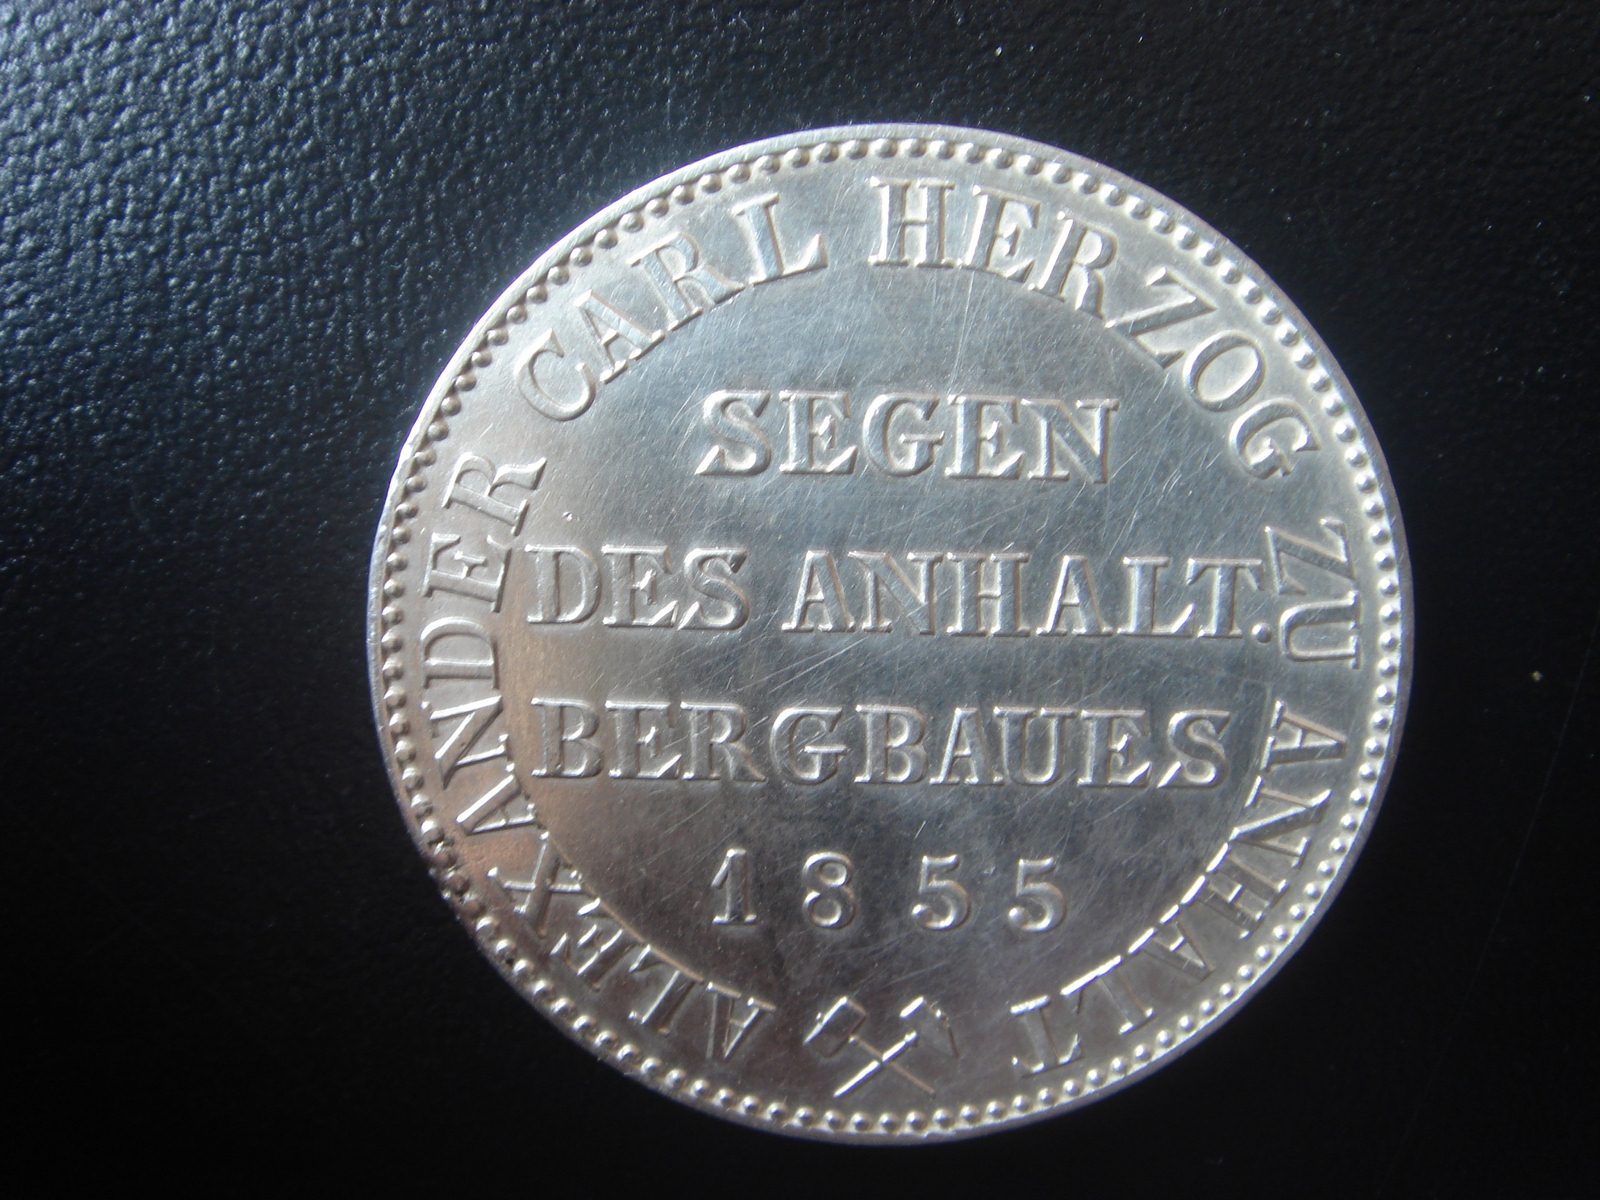 ALEXANDER CARL HERZOG ZU ANHALT
SEGEN
DES ANHALT.
BERGBAUES
1855